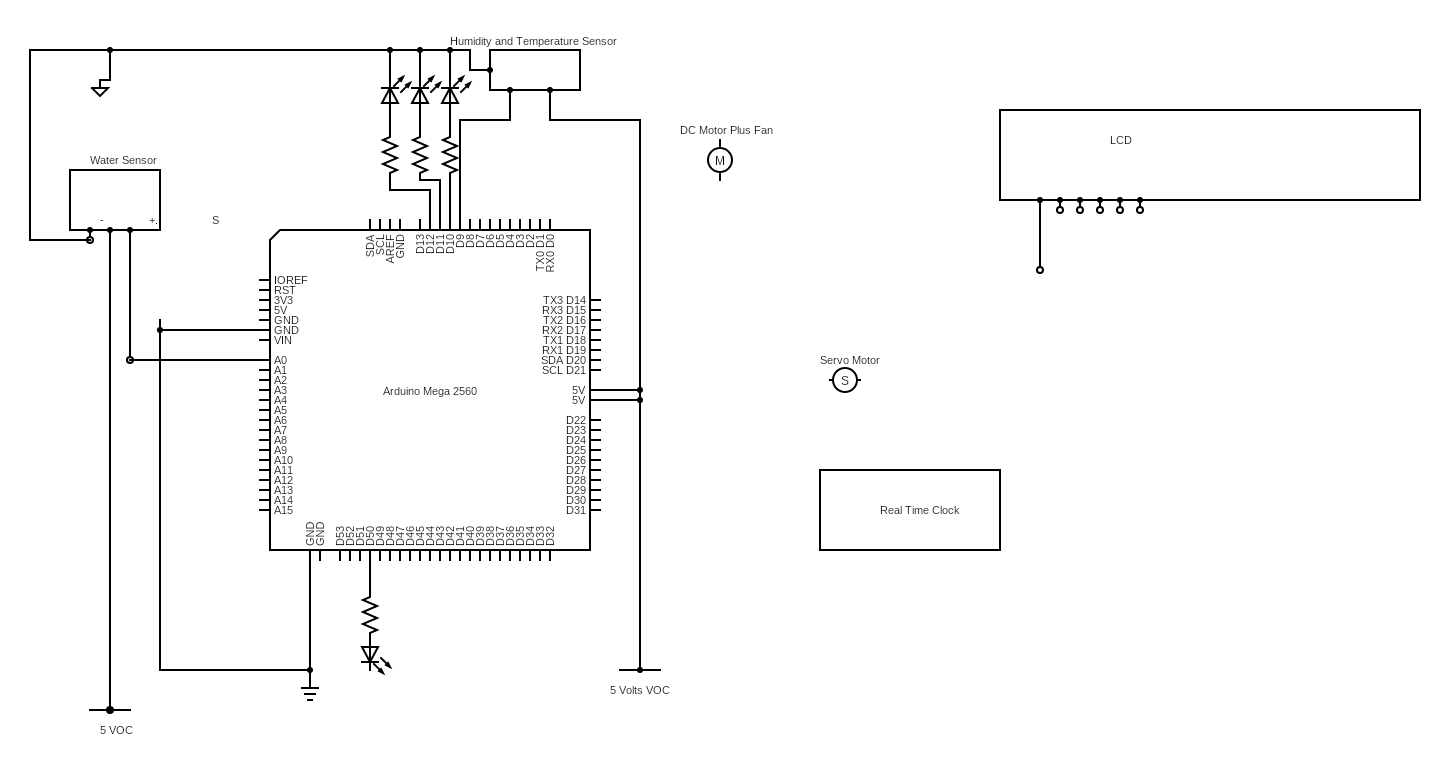 Humidity and Temperature Sensor
DC Motor Plus Fan
M
LCD
Water Sensor
-
+.
S
SDA
SCL
AREF
GND
D13
D12
D11
D10
D9
D8
D7
D6
D5
D4
D3
D2
TX0 D1
RX0 D0
IOREF
RST
3V3
5V
GND
GND
VIN
A0
A1
A2
A3
A4
A5
A6
A7
A8
A9
A10
A11
A12
A13
A14
A15
Arduino Mega 2560
TX3 D14
RX3 D15
TX2 D16
RX2 D17
TX1 D18
RX1 D19
SDA D20
SCL D21
5V
5V
D22
D23
D24
D25
D26
D27
D28
D29
D30
D31
GND
GND
D53
D52
D51
D50
D49
D48
D47
D46
D45
D44
D43
D42
D41
D40
D39
D38
D37
D36
D35
D34
D33
D32
Servo Motor
S
Real Time Clock
5 Volts VOC
5 VOC